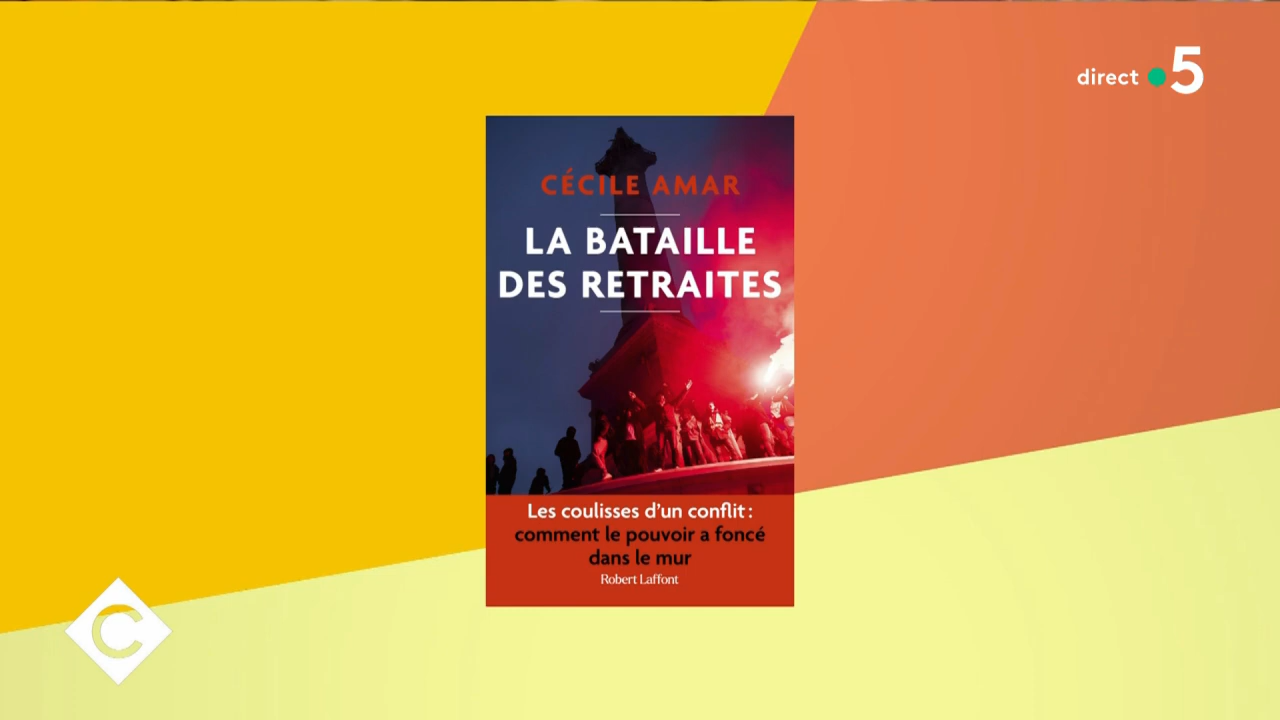 direct 5
CÉCILE AMAR
LA BATAILLE
DES RETRAITES
Les coulisses d'un conflit :
comment le pouvoir a foncé
dans le mur
Robert Laffont
C